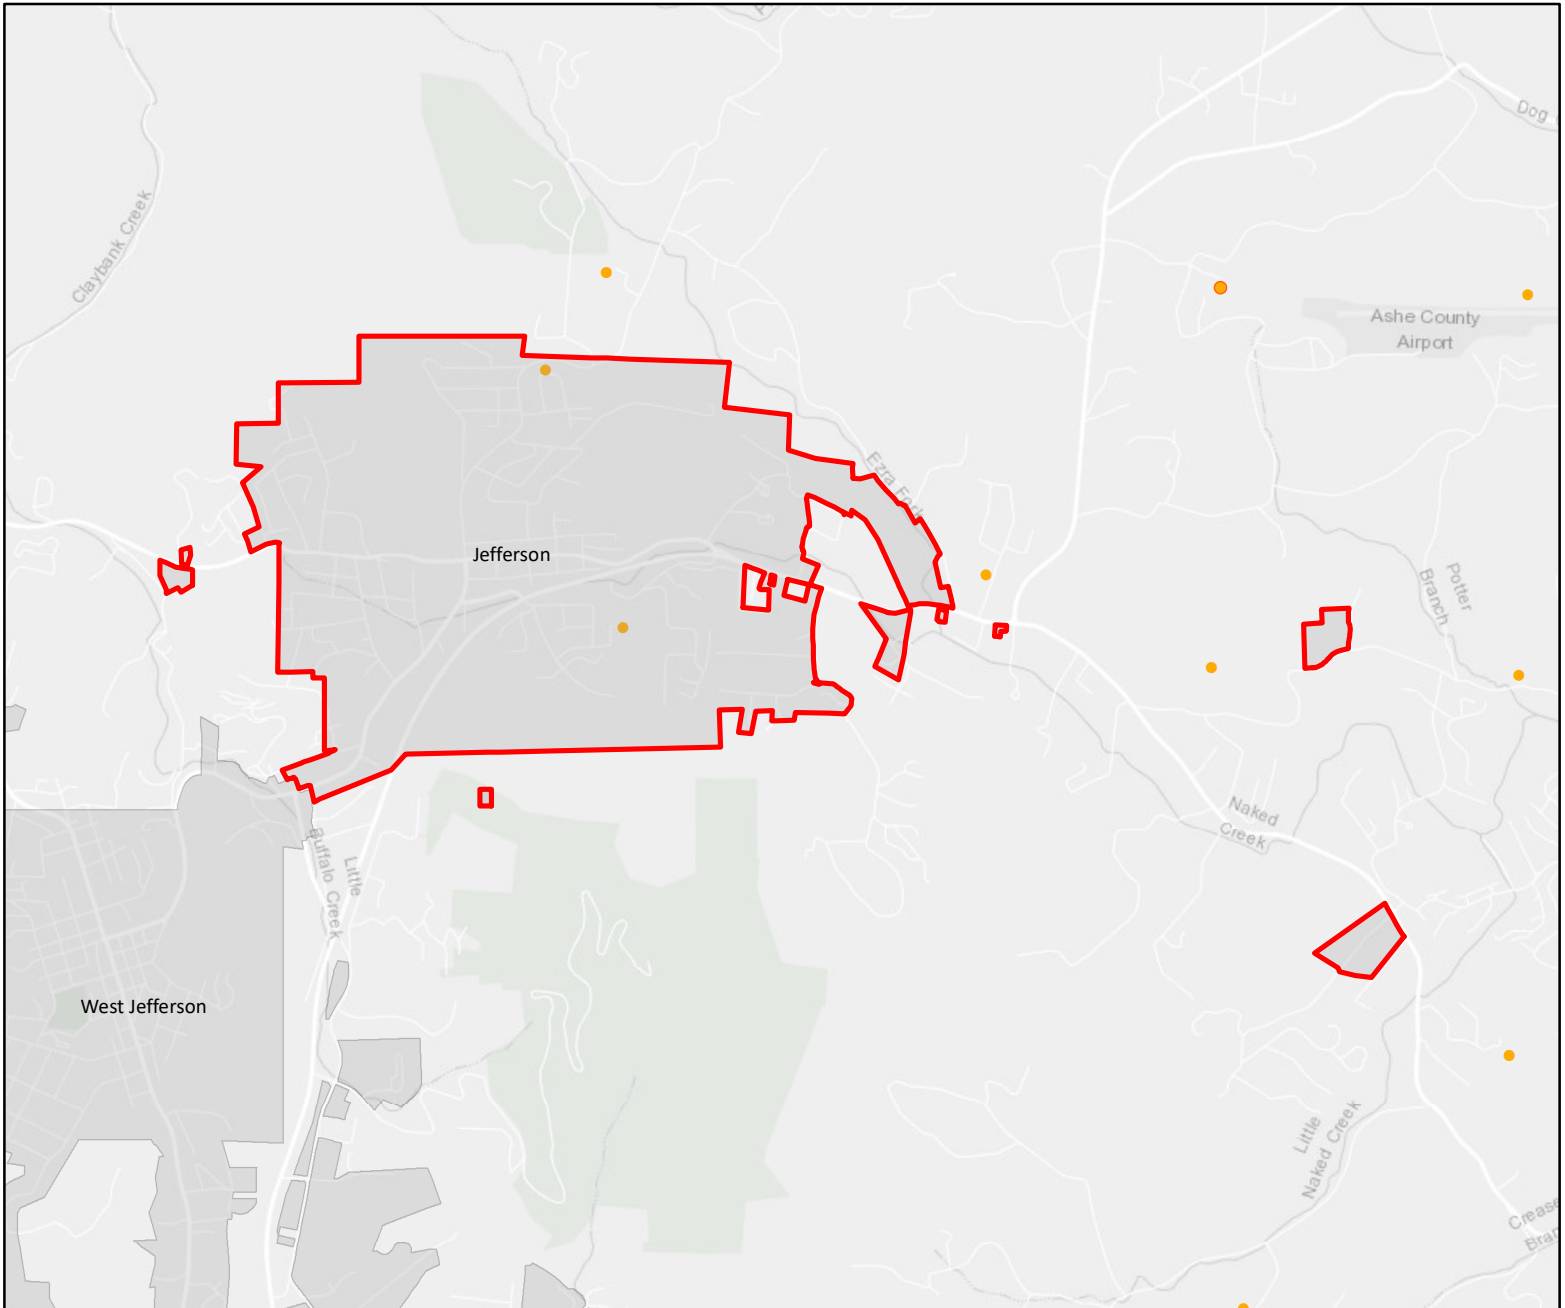 Dog
Claybank Creek
Ashe County
Airport
Ezra Fork
Jefferson
Potter
Branch
Naked
Creek
Little
Buffalo Creek
West Jefferson
Little
Naked Creek